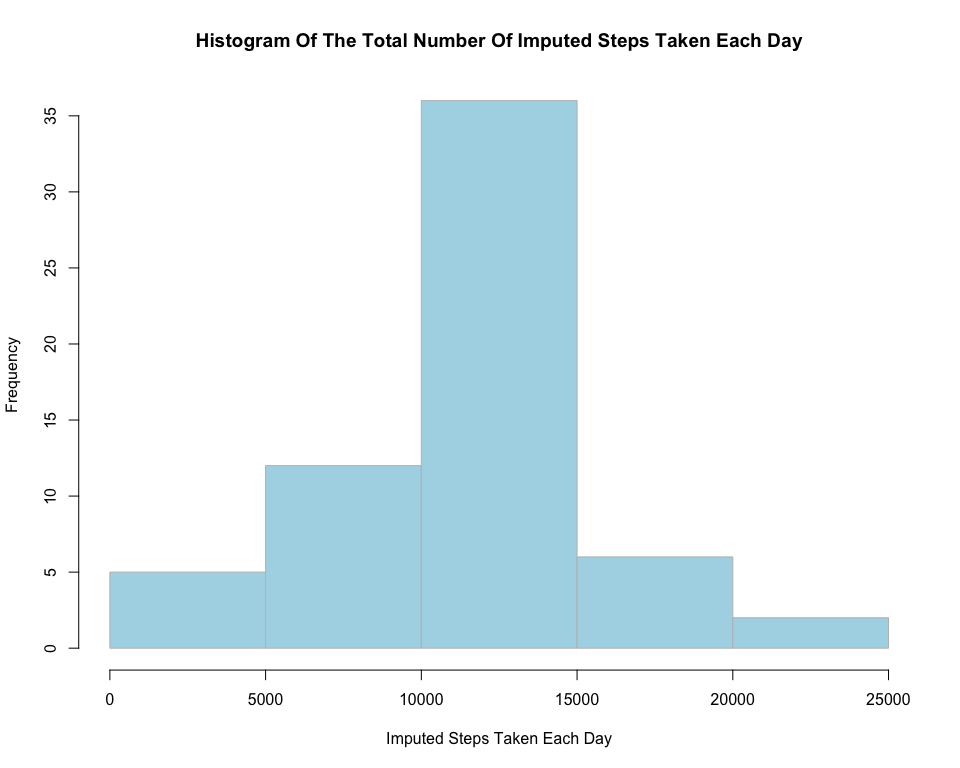 Histogram Of The Total Number Of Imputed Steps Taken Each Day
Frequency
35
30
25
20
15
10
5
0
0 5000 10000 15000 20000 25000
Imputed Steps Taken Each Day